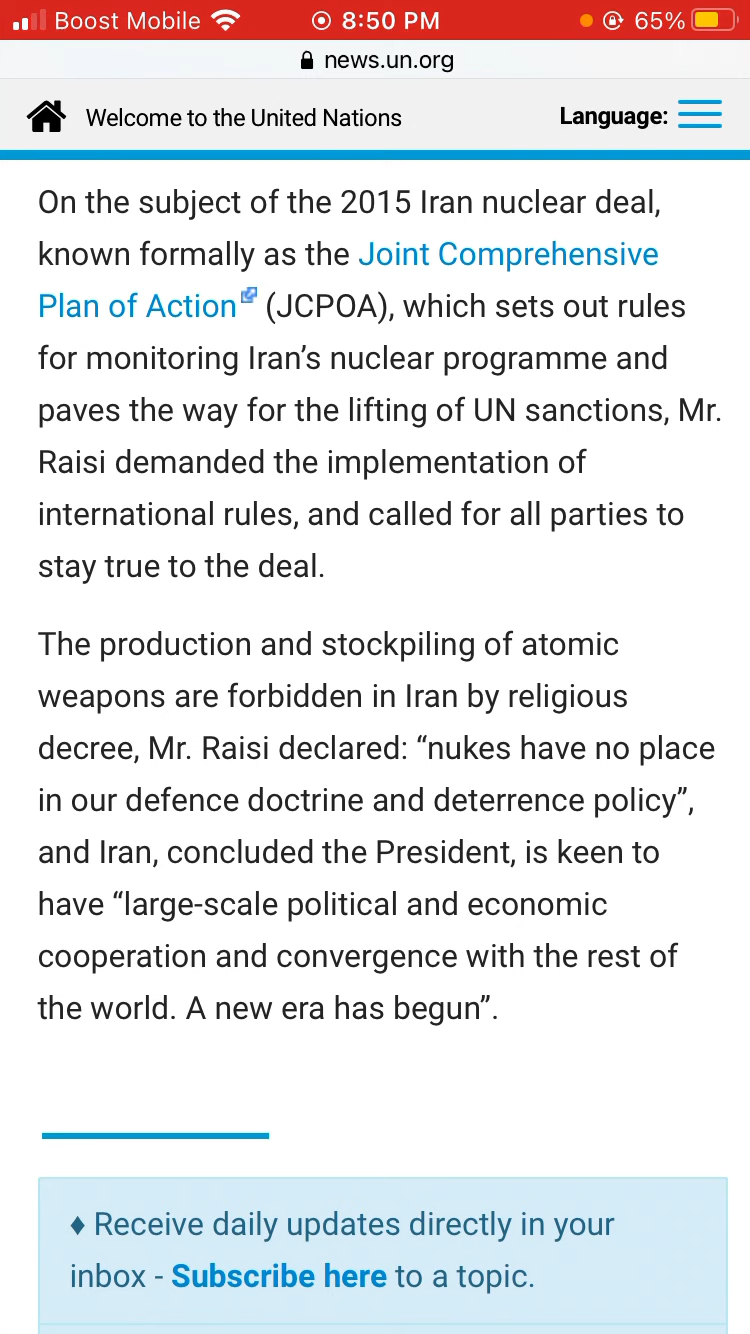 Boost Mobile 8:50 PM 65%
news.un.org
Welcome to the United Nations Language:
On the subject of the 2015 Iran nuclear deal,
known formally as the Joint Comprehensive
Plan of Action (JCPOA), which sets out rules
for monitoring Iran’s nuclear programme and
paves the way for the lifting of UN sanctions, Mr.
Raisi demanded the implementation of
international rules, and called for all parties to
stay true to the deal.
The production and stockpiling of atomic
weapons are forbidden in Iran by religious
decree, Mr. Raisi declared: “nukes have no place
in our defence doctrine and deterrence policy”,
and Iran, concluded the President, is keen to
have “large-scale political and economic
cooperation and convergence with the rest of
the world. A new era has begun”.
♦ Receive daily updates directly in your
inbox - Subscribe here to a topic.